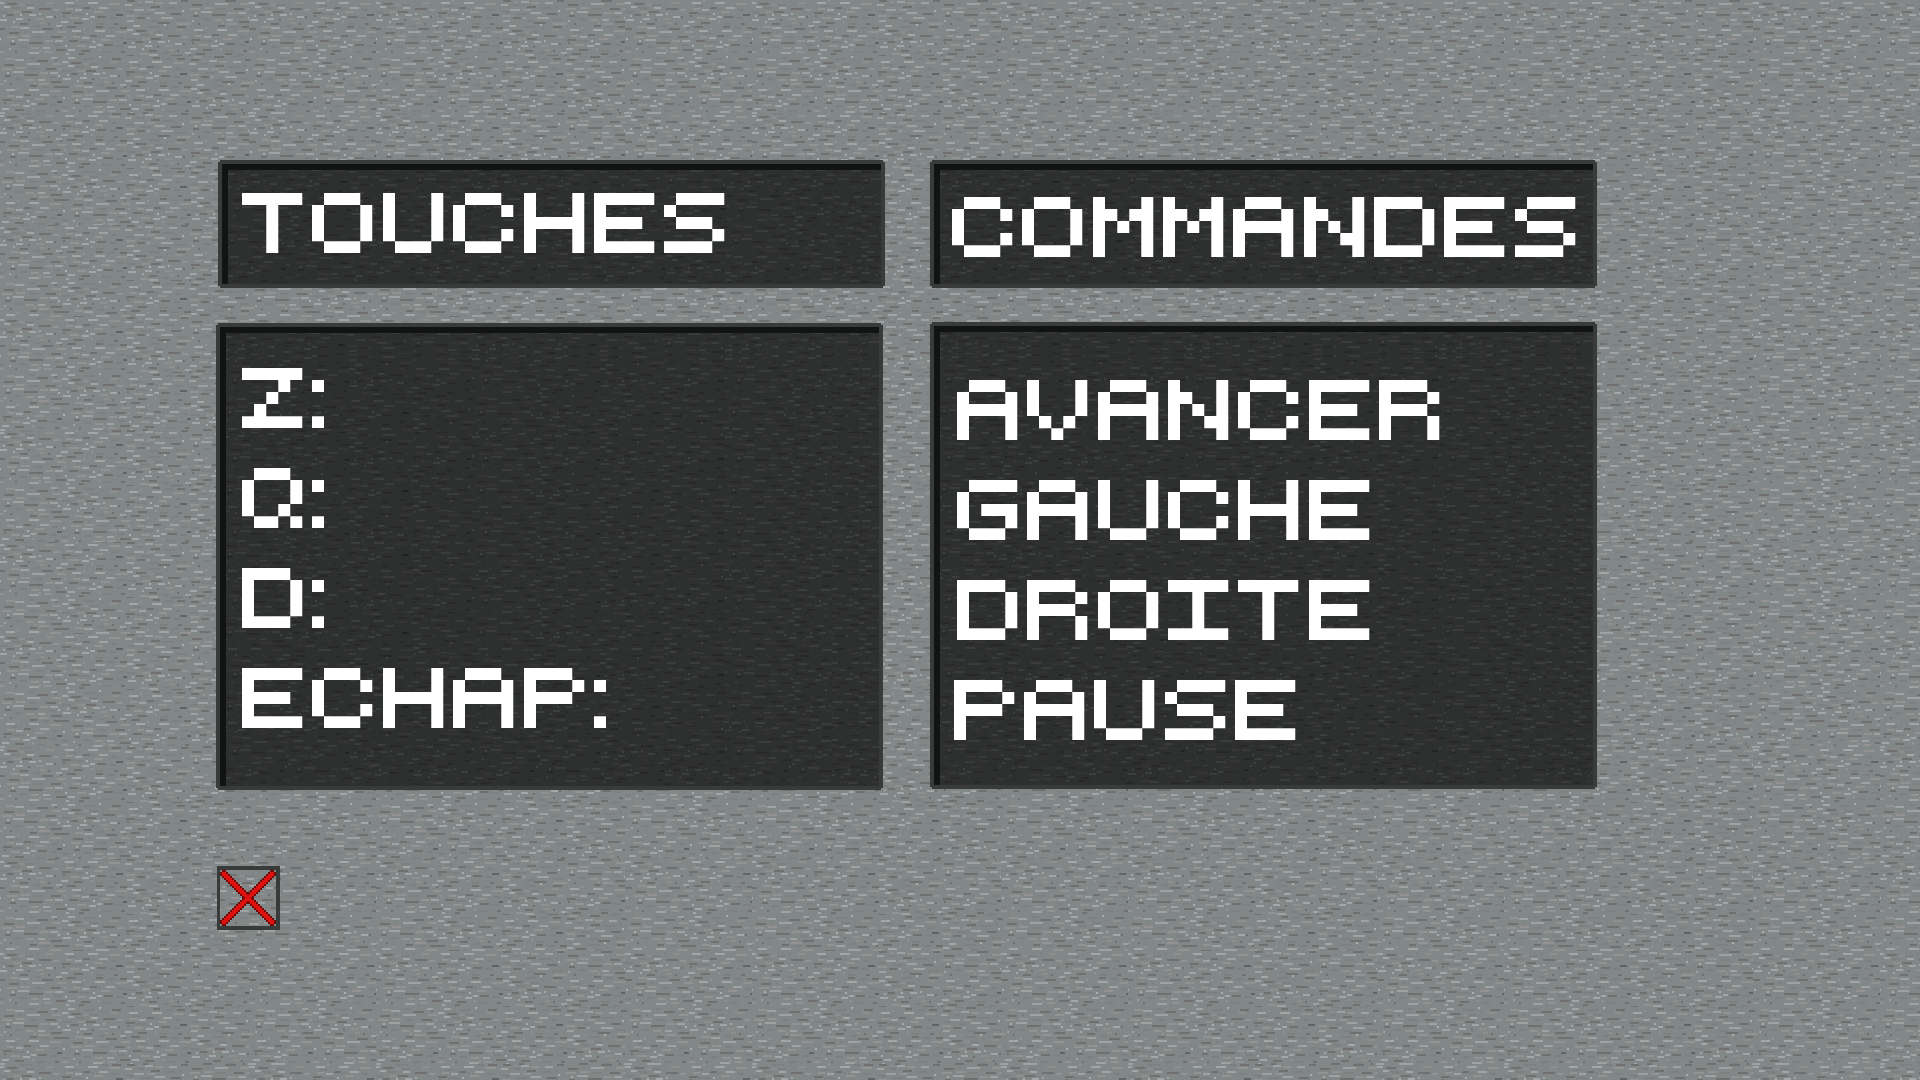 TOUCHES
COMMANDES
Z:
Q:
D:
ECHAP:
AVANCER
GAUCHE
DROITE
PAUSE